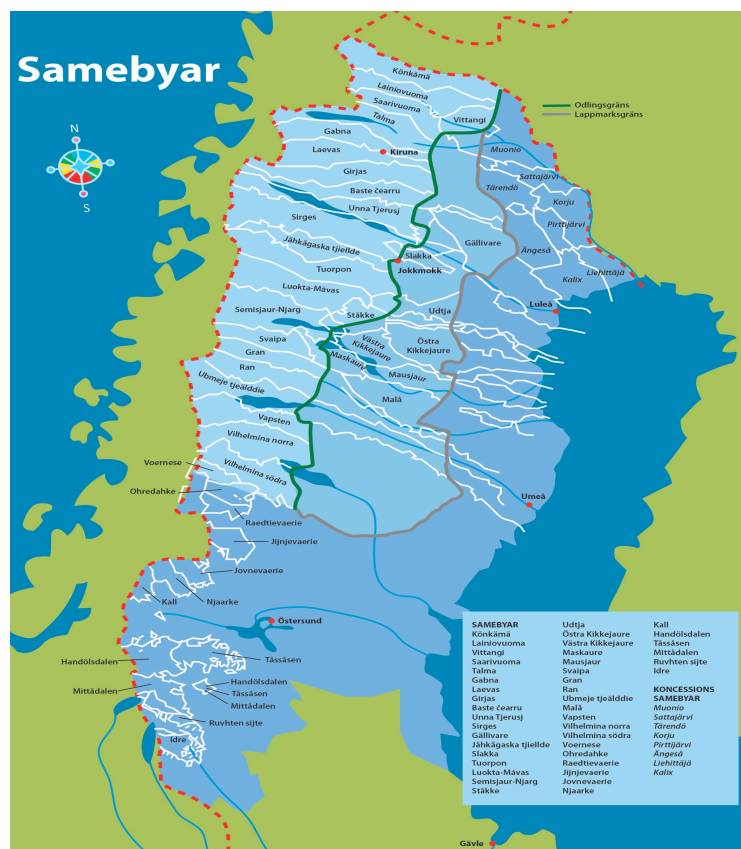 Samebyar
N
S
Odlingsgräns
Lappmarksgräns
Könkämä
Lainiovuoma
Saarivuoma
Talma
Vittangi
Gabna
Laevas
Kiruna
Muonio
Girjas
Sattajärvi
Tärendö
Baste čearru
Korju
Unna Tjerusj
Sirges
Pirttijärvi
Jåhkågaska tjiellde
Gällivare
Ängeså
Slakka
Jokkmokk
Tuorpon
Liehittäjä
Kalix
Luokta-Mávas
Luleå
Semisjaur-Njarg
Ståkke
Udtja
Svaipa
Västra
Kikkejaure
Östra
Kikkejaure
Gran
Maskaure
Ran
Mausjaur
Ubmeje tjeälddie
Malå
Vapsten
Vilhelmina norra
Voernese
Vilhelmina södra
Ohredahke
Umeå
Raedtievaerie
Jijnjevaerie
Jovnevaerie
Kall
Njaarke
Östersund
Handölsdalen
Tåssåsen
Handölsdalen
Mittådalen
Tåssåsen
Mittådalen
Ruvhten sijte
Idre
Gävle
SAMEBYAR
Könkämä
Lainiovuoma
Vittangi
Saarivuoma
Talma
Gabna
Laevas
Girjas
Baste čearru
Unna Tjerusj
Sirges
Gällivare
Jåhkågaska tjiellde
Slakka
Tuorpon
Luokta-Mávas
Semisjaur-Njarg
Ståkke
Udtja
Östra Kikkejaure
Västra Kikkejaure
Maskaure
Mausjaur
Svaipa
Gran
Ran
Ubmeje tjeälddie
Malå
Vapsten
Vilhelmina norra
Vilhelmina södra
Voernese
Ohredahke
Raedtievaerie
Jijnjevaerie
Jovnevaerie
Njaarke
Kall
Handölsdalen
Tåssåsen
Mittådalen
Ruvhten sijte
Idre
KONCESSIONS
SAMEBYAR
Muonio
Sattajärvi
Tärendö
Korju
Pirttijärvi
Ängeså
Liehittäjä
Kalix